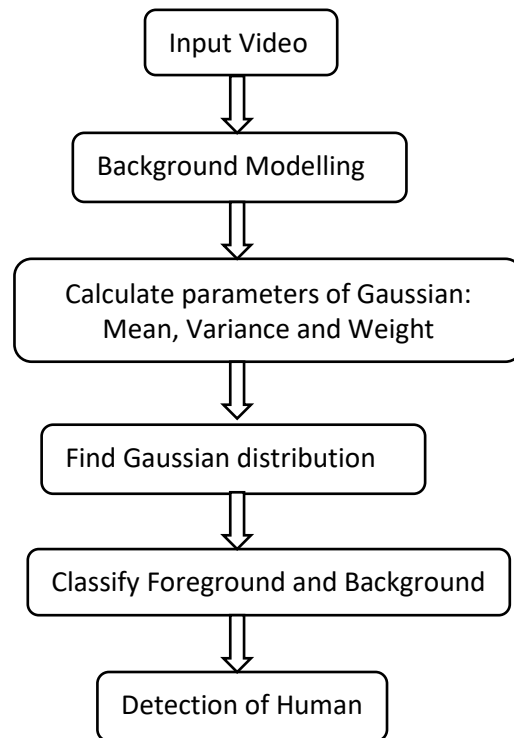 Input Video
Background Modelling
Calculate parameters of Gaussian:
Mean, Variance and Weight
Find Gaussian distribution
Classify Foreground and Background
Detection of Human